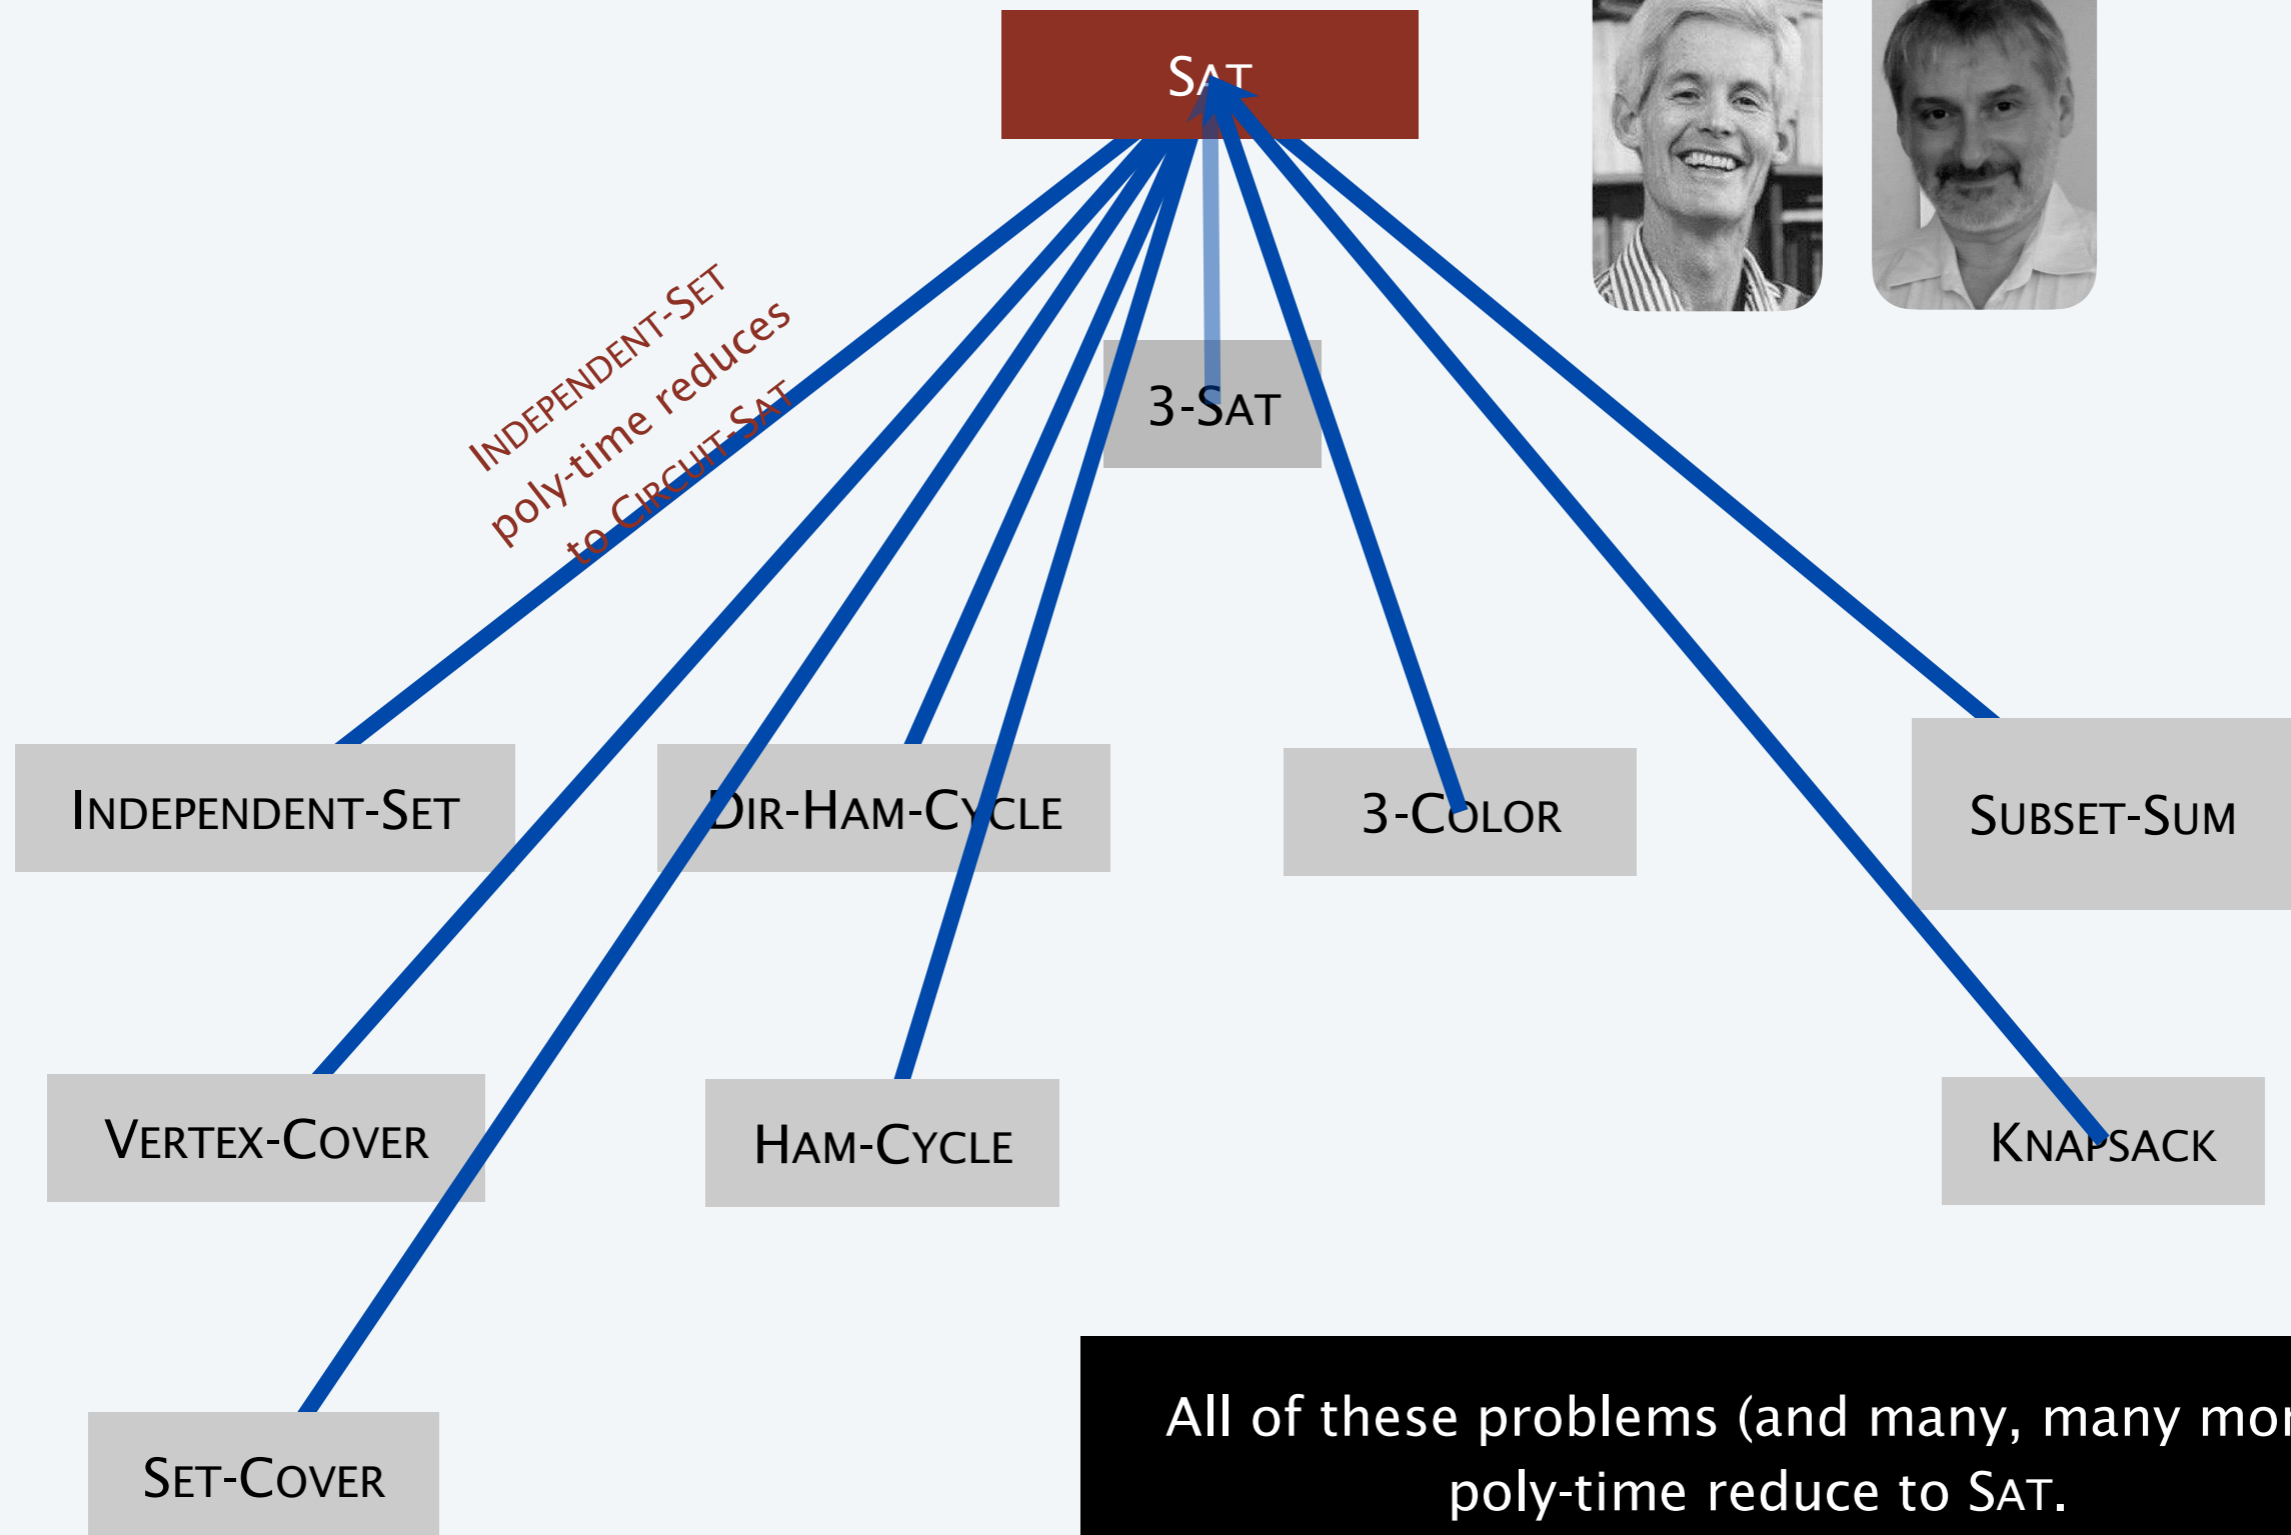 SAT
INDEPENDENT-SET
poly-time reduces
to CIRCUIT-SAT
3-SAT
INDEPENDENT-SET
DIR-HAM-CYCLE
3-COLOR
SUBSET-SUM
VERTEX-COVER
HAM-CYCLE
KNAPSACK
SET-COVER
All of these problems (and many, many
poly-time reduce to SAT.